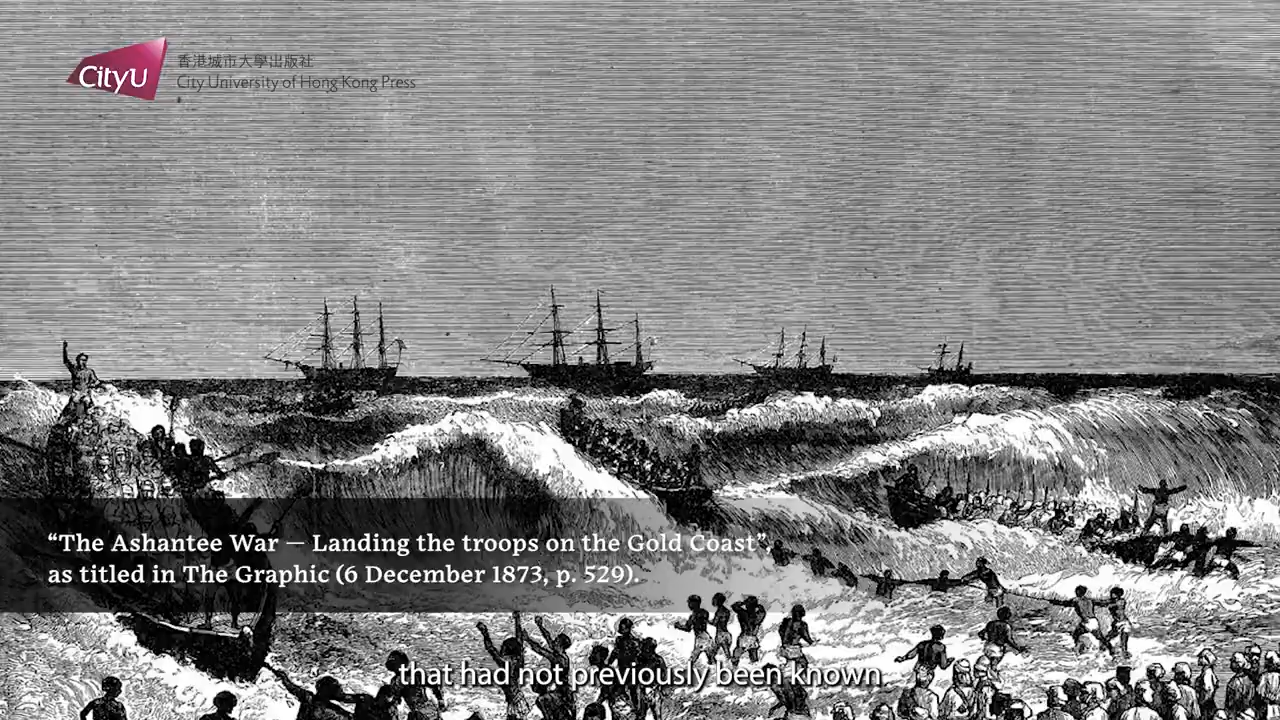 CityU
香港城市大學出版社
City University of Hong Kong Press
“The Ashantee War — Landing the troops on the Gold Coast”,
as titled in The Graphic (6 December 1873, p. 529).
that had not previously been known